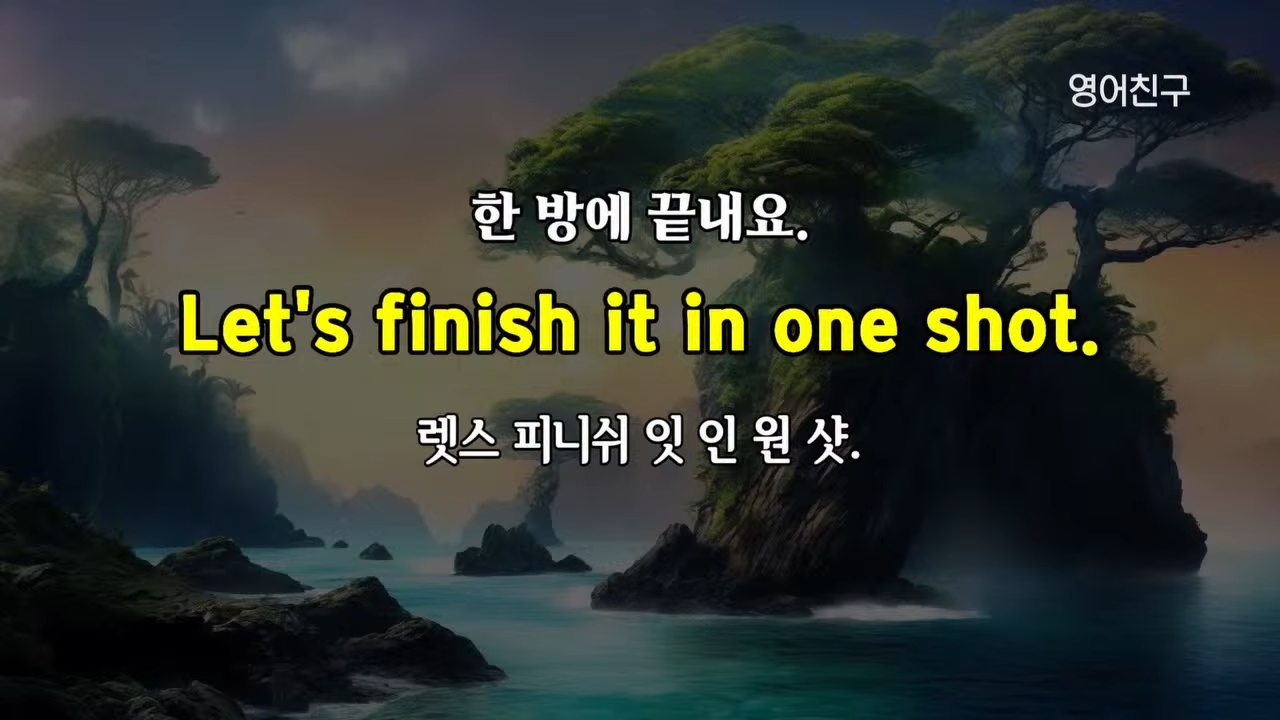 영어친구
한 방에 끝내요.
Let's finish it in one shot.
렛스 피니쉬 잇 인 원 샷.